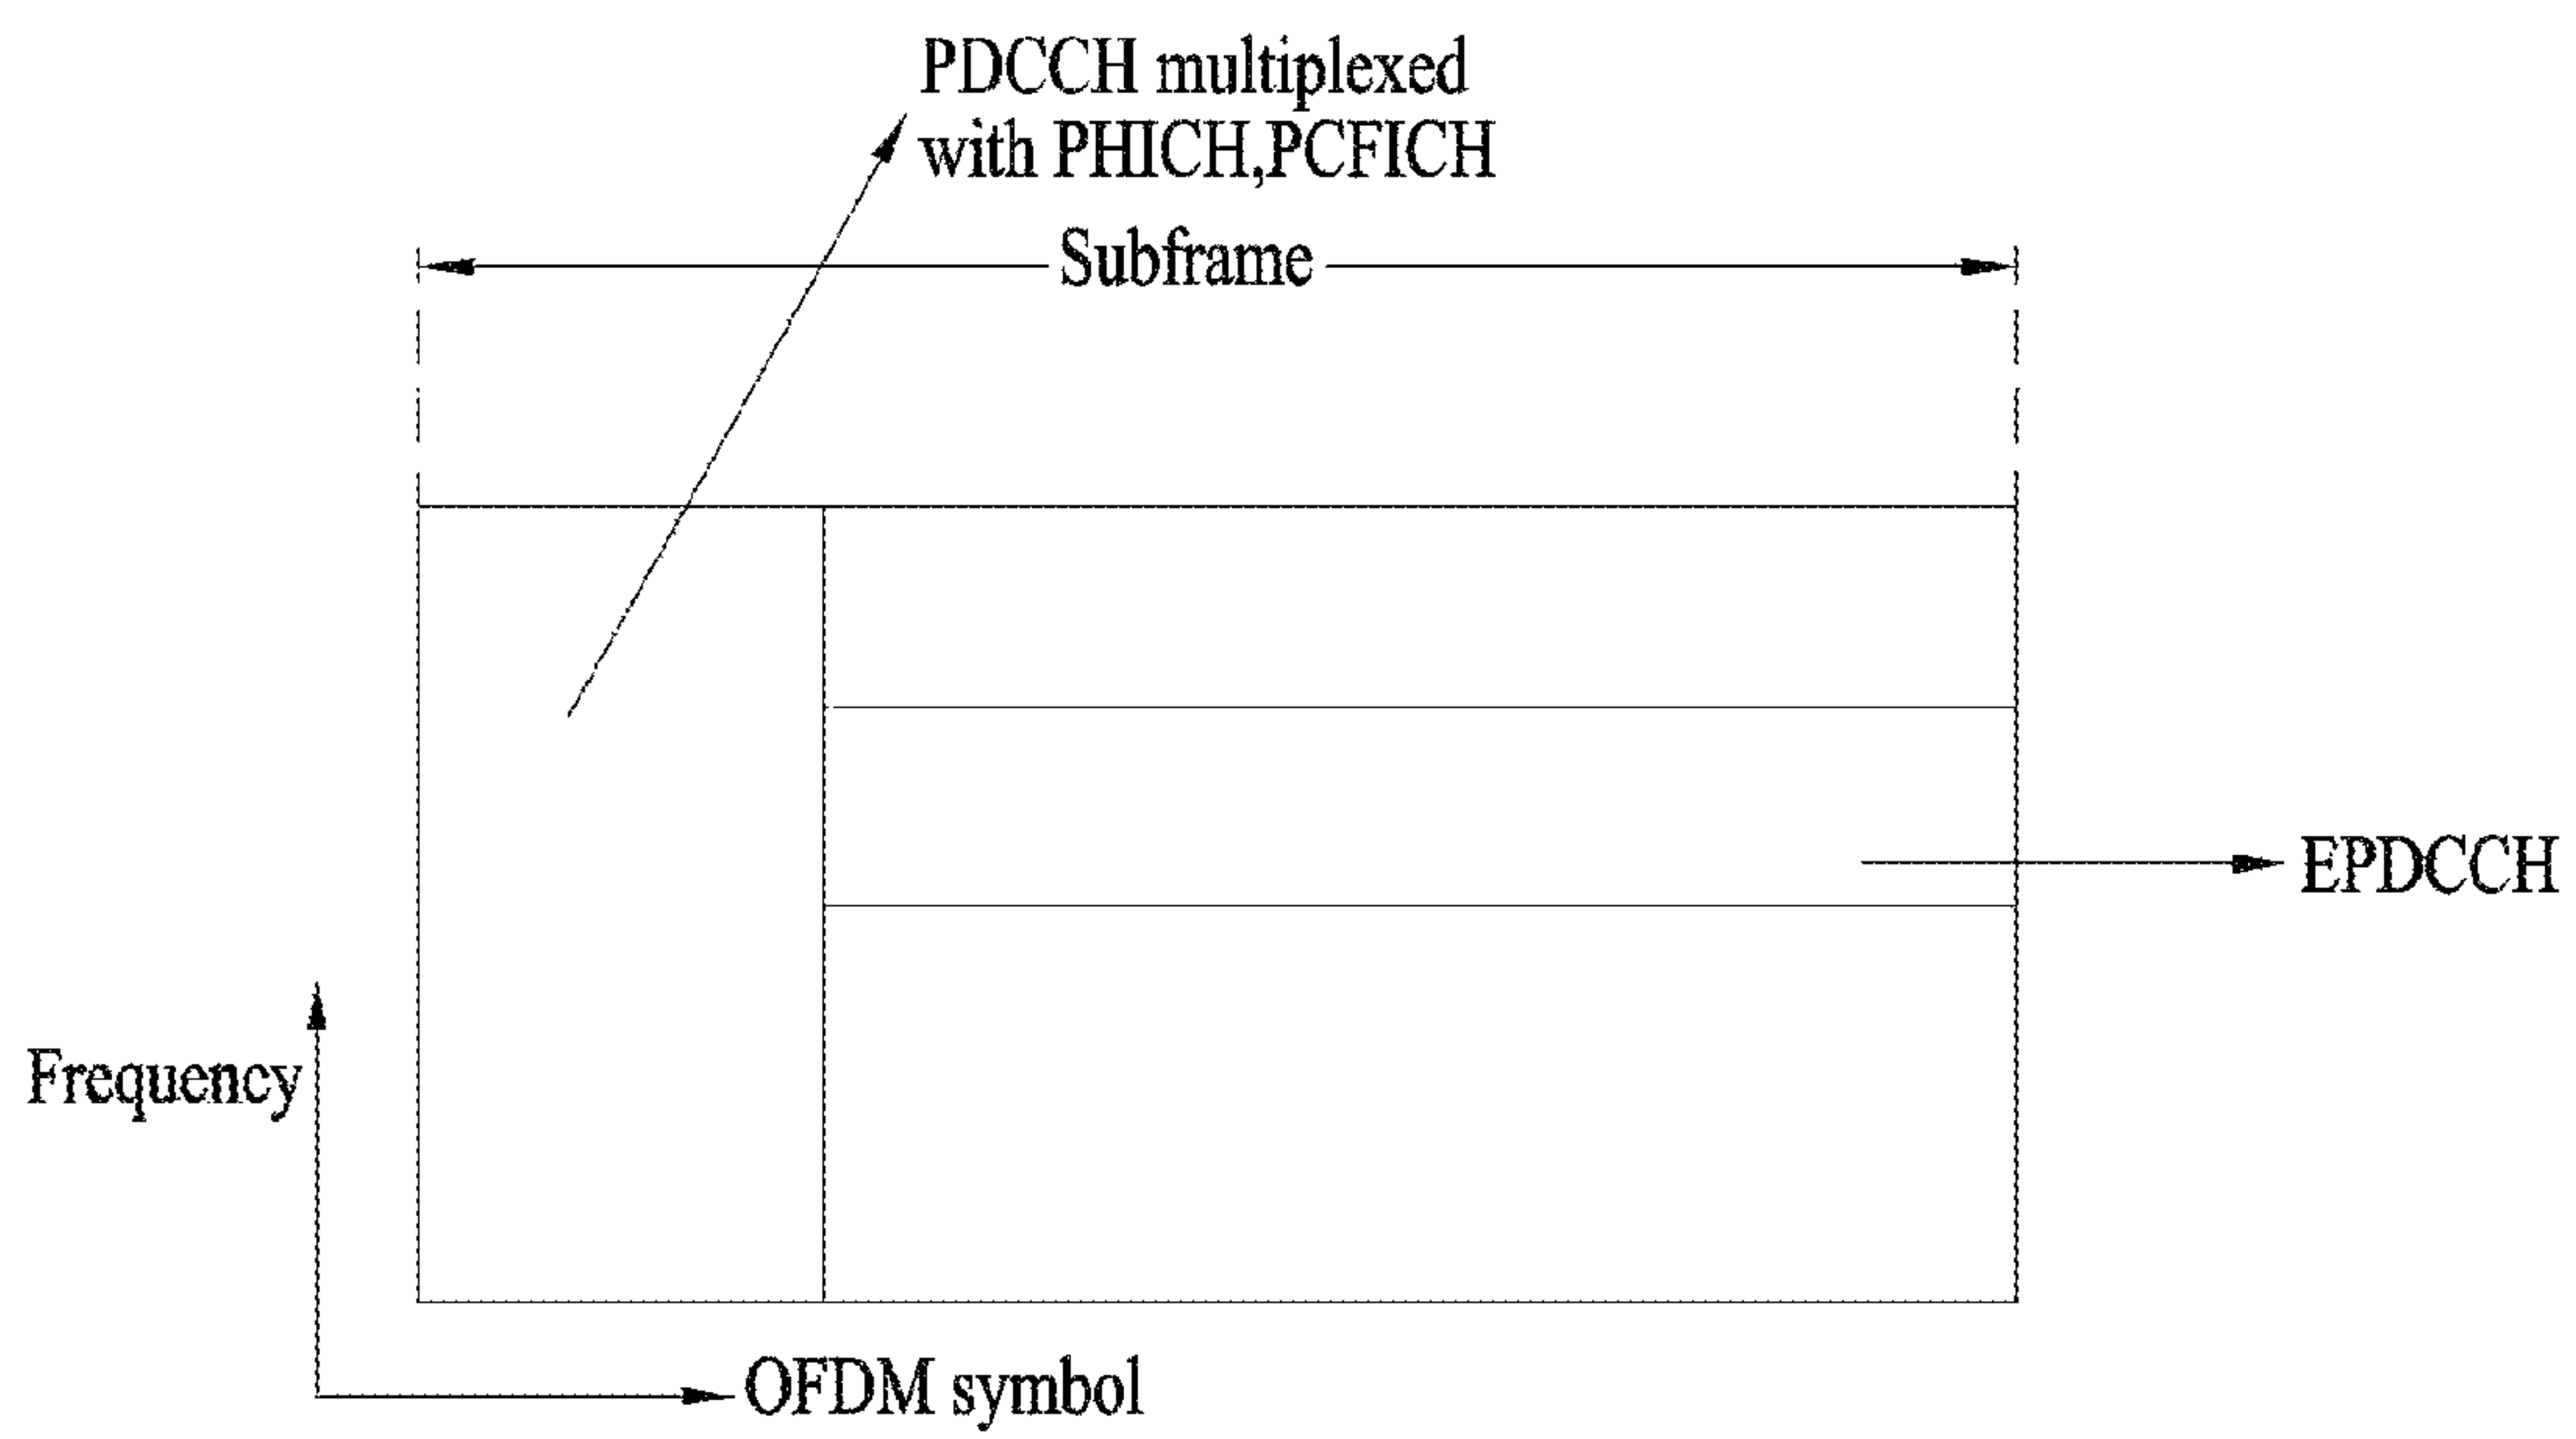 PDCCH multiplexed
with PHICH,PCFICH
Subframe
EPDCCH
Frequency
OFDM symbol